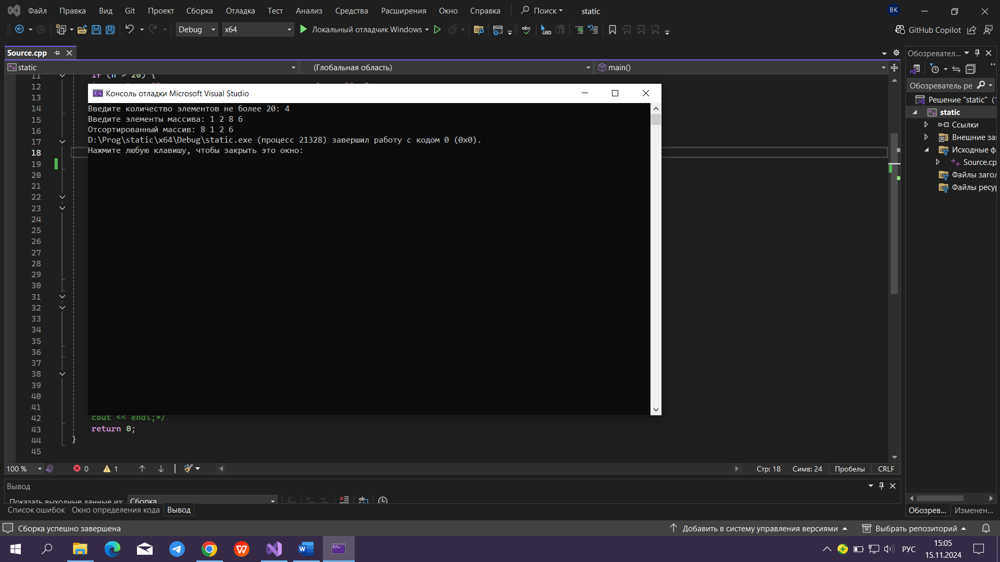 Файл Правка Вид Git Проект Сборка Отладка Тест Анализ Средства Расширения Окно Справка Поиск static ВК
Debug x64 Локальный отладчик Windows GitHub Copilot
Source.cpp Обозревател...
static (Глобальная область) main()
11 if (n > 20) {
12
13
14
15
16
17
18
19
20
21
22
23
24
25
26
27
28
29
30
31
32
33
34
35
36
37
38
39
40
41
42 cout << endl;*/
43 return 0;
44 }
45
Консоль отладки Microsoft Visual Studio
Введите количество элементов не более 20: 4
Введите элементы массива: 1 2 8 6
Отсортированный массив: 8 1 2 6
D:\Prog\static\x64\Debug\static.exe (процесс 21328) завершил работу с кодом 0 (0x0).
Нажмите любую клавишу, чтобы закрыть это окно:
Обозреватель ре
Решение "static" (1
static
Ссылки
Внешние за
Исходные ф
Source.cp
Файлы загол
Файлы ресур
100 % 0 1 Стр: 18 Симв: 24 Пробелы CRLF
Вывод
Показать выходные данные из: Сборка
Список ошибок Окно определения кода Вывод Обозрев... Изменен...
Сборка успешно завершена Добавить в систему управления версиями Выбрать репозиторий
РУС 15:05
15.11.2024